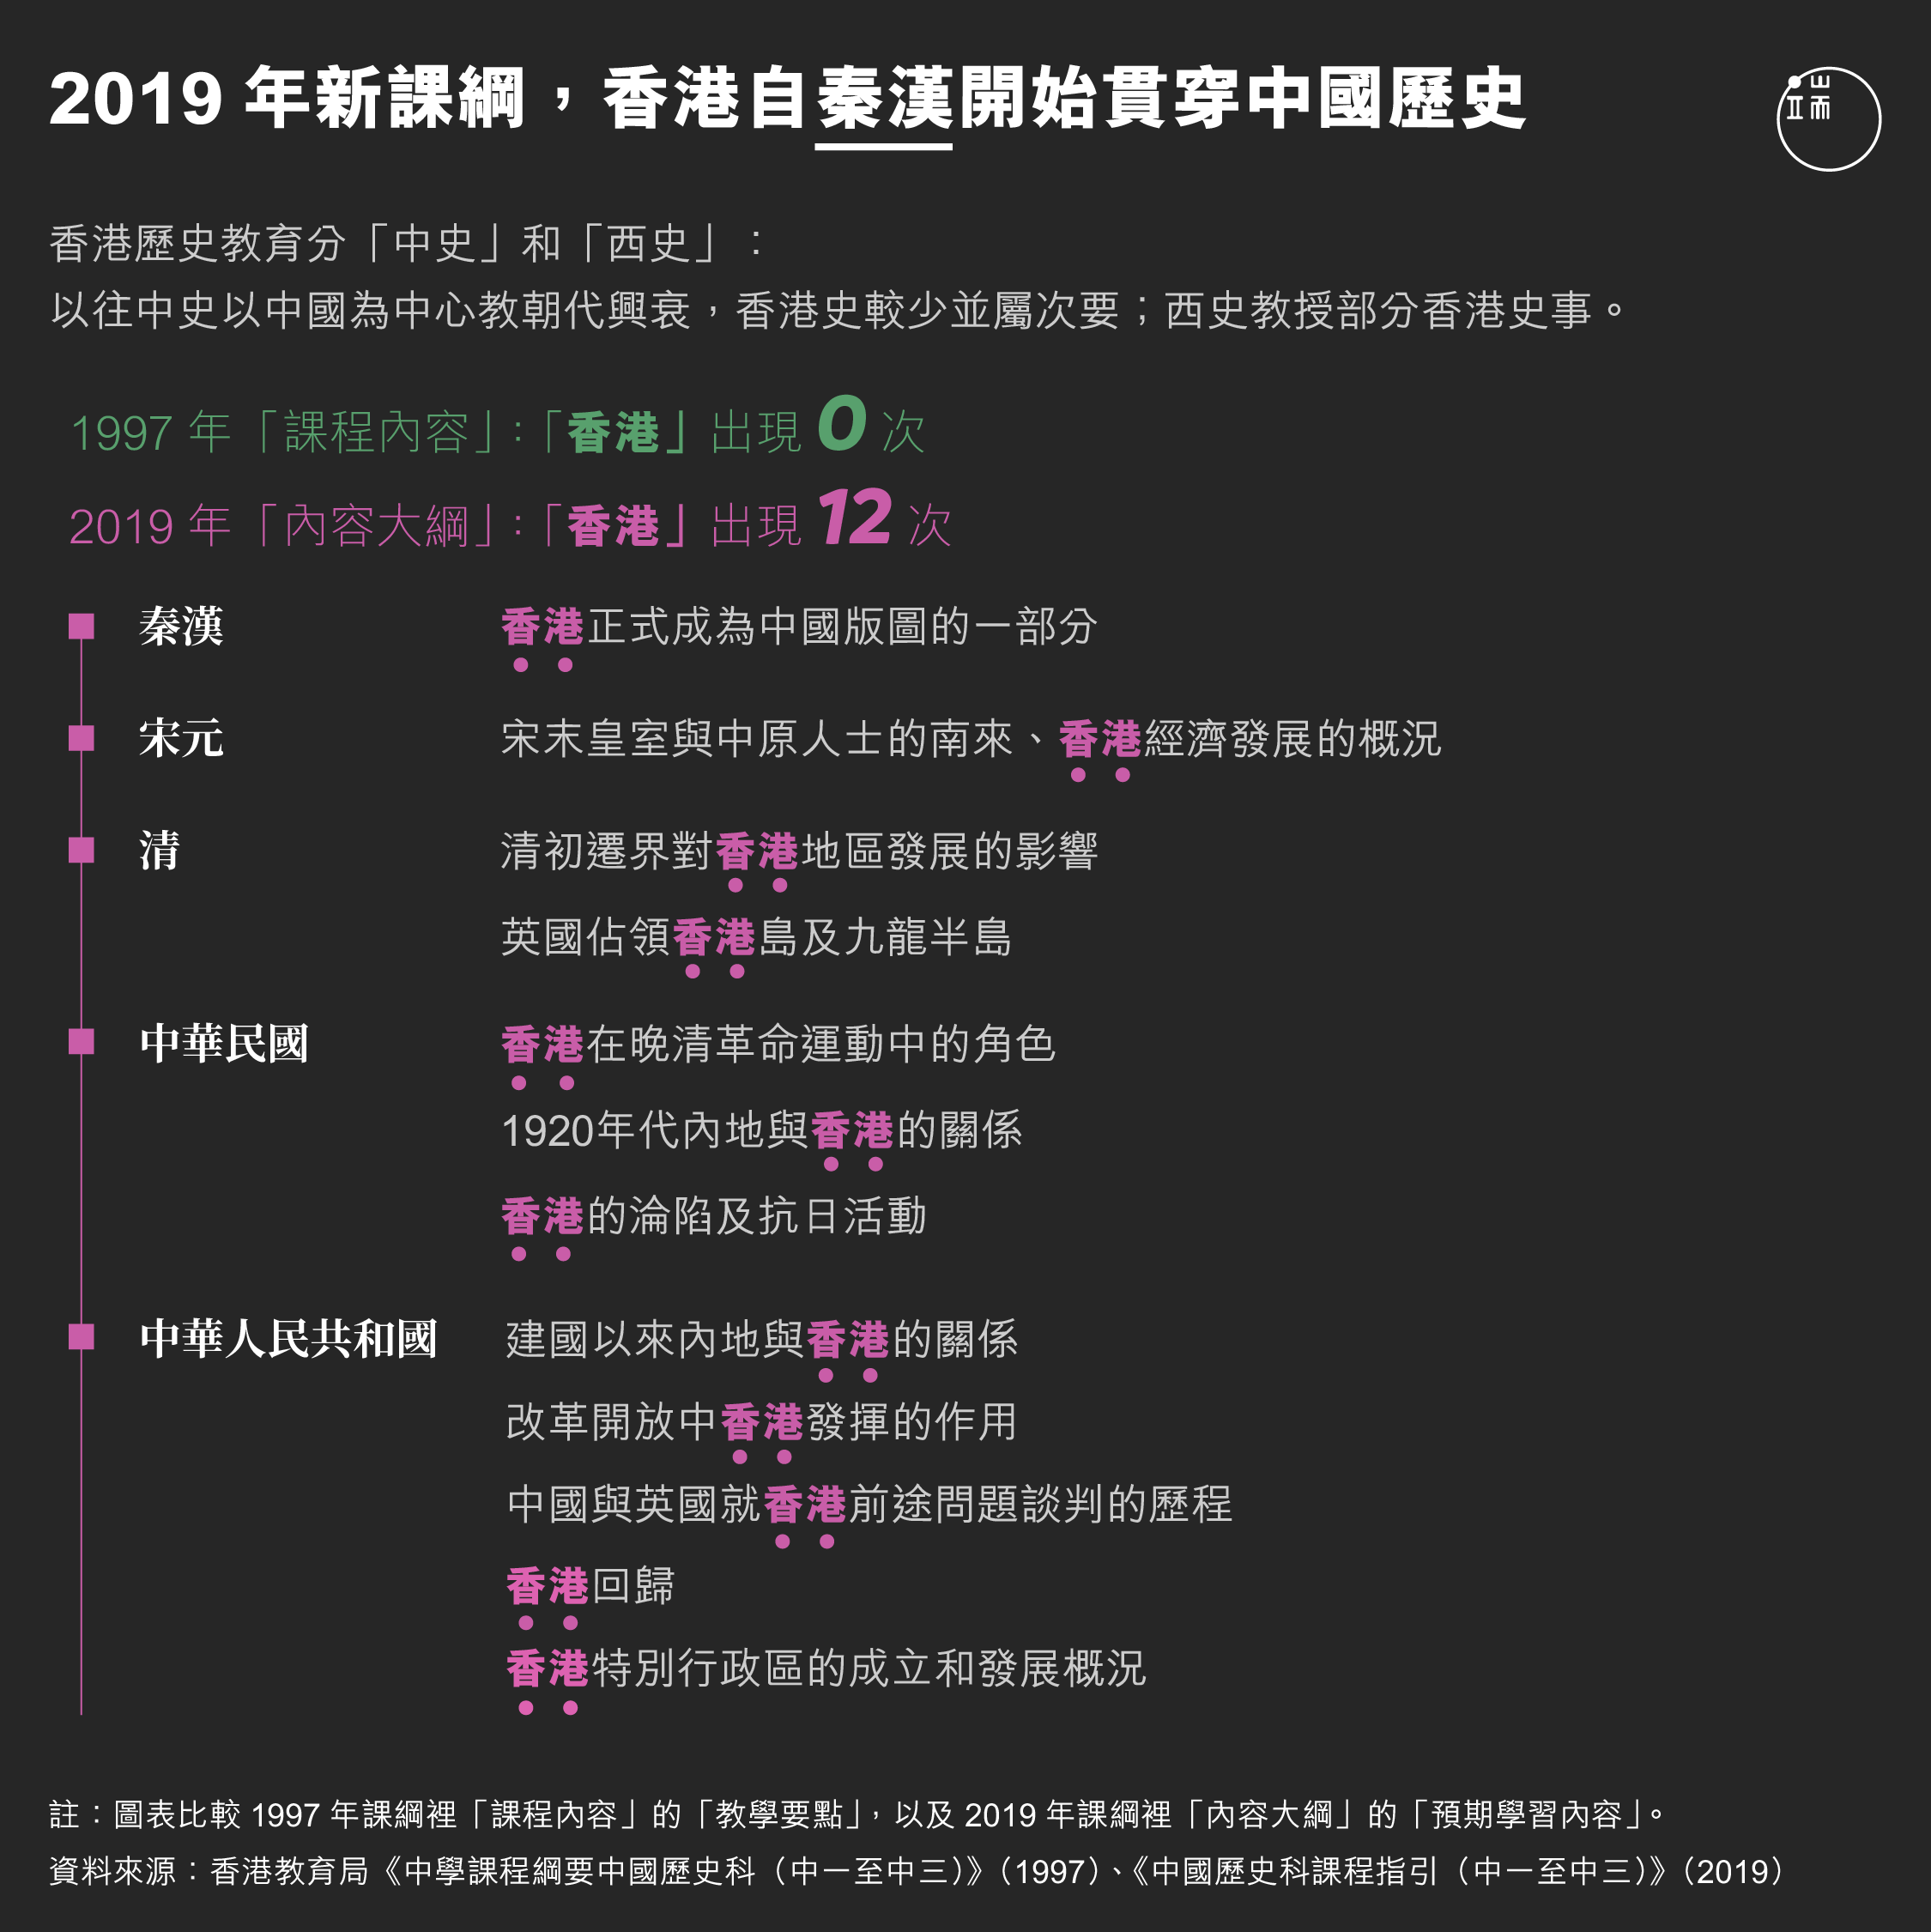 2019 年新課綱，香港自秦漢開始貫穿中國歷史
端
香港歷史教育分「中史」和「西史」：
以往中史以中國為中心教朝代興衰，香港史較少並屬次要；西史教授部分香港史事。
1997 年「課程內容」：「香港」出現 0 次
2019 年「內容大綱」：「香港」出現 12 次
秦漢 香港正式成為中國版圖的一部分
宋元 宋末皇室與中原人士的南來、香港經濟發展的概況
清 清初遷界對香港地區發展的影響
英國佔領香港島及九龍半島
中華民國 香港在晚清革命運動中的角色
1920年代內地與香港的關係
香港的淪陷及抗日活動
中華人民共和國 建國以來內地與香港的關係
改革開放中香港發揮的作用
中國與英國就香港前途問題談判的歷程
香港回歸
香港特別行政區的成立和發展概況
註：圖表比較 1997 年課綱裡「課程內容」的「教學要點」，以及 2019 年課綱裡「內容大綱」的「預期學習內容」。
資料來源：香港教育局《中學課程綱要中國歷史科（中一至中三）》（1997）、《中國歷史科課程指引（中一至中三）》（2019）